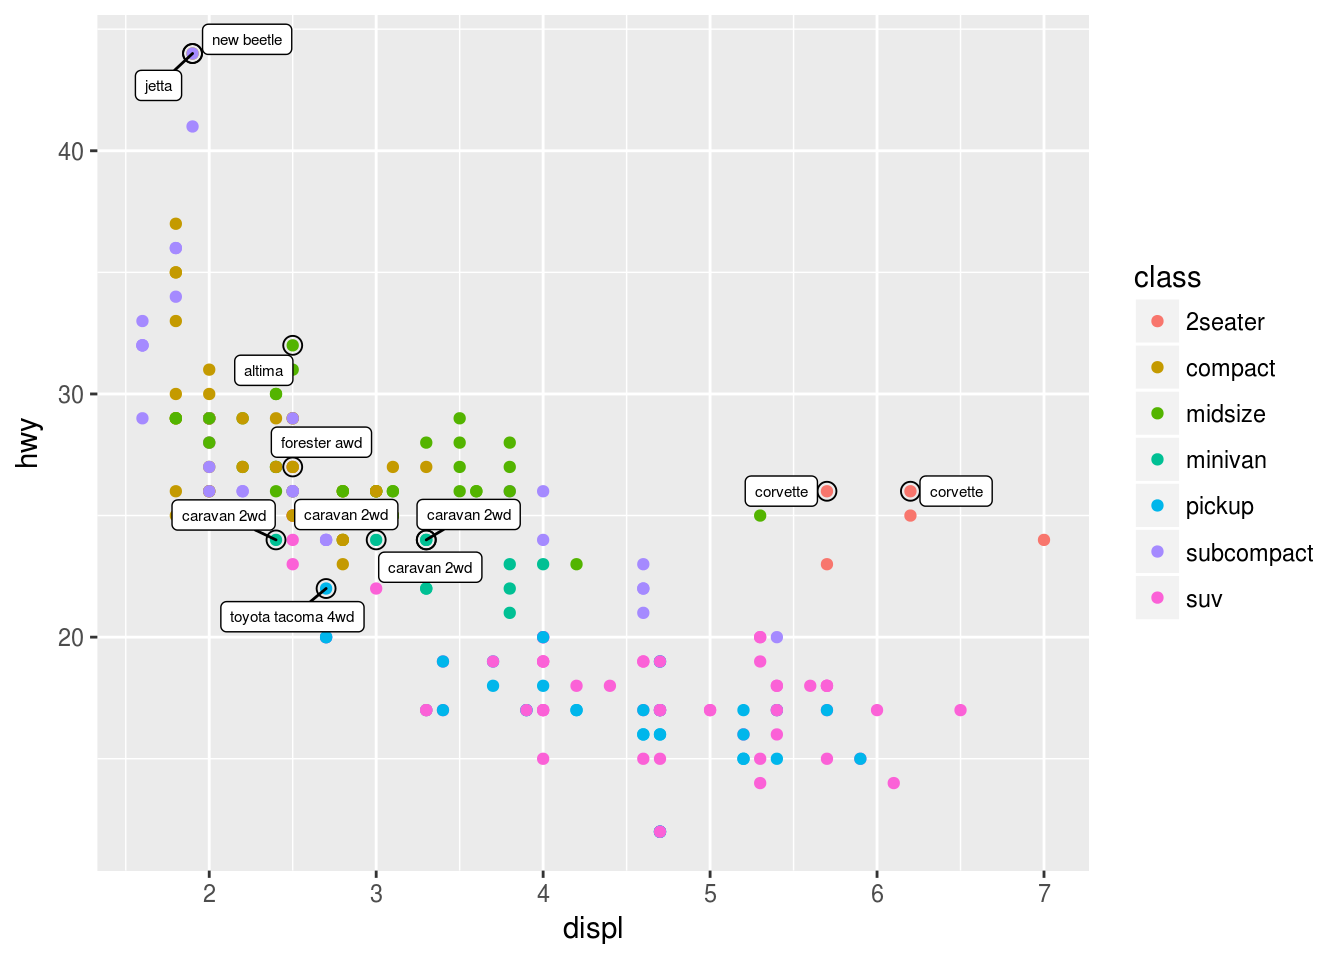 new beetle
jetta
40
altima
30
forester awd
corvette
corvette
caravan 2wd
caravan 2wd
caravan 2wd
caravan 2wd
toyota tacoma 4wd
20
hwy
2
3
4
5
6
7
displ
class
2seater
compact
midsize
minivan
pickup
subcompact
suv